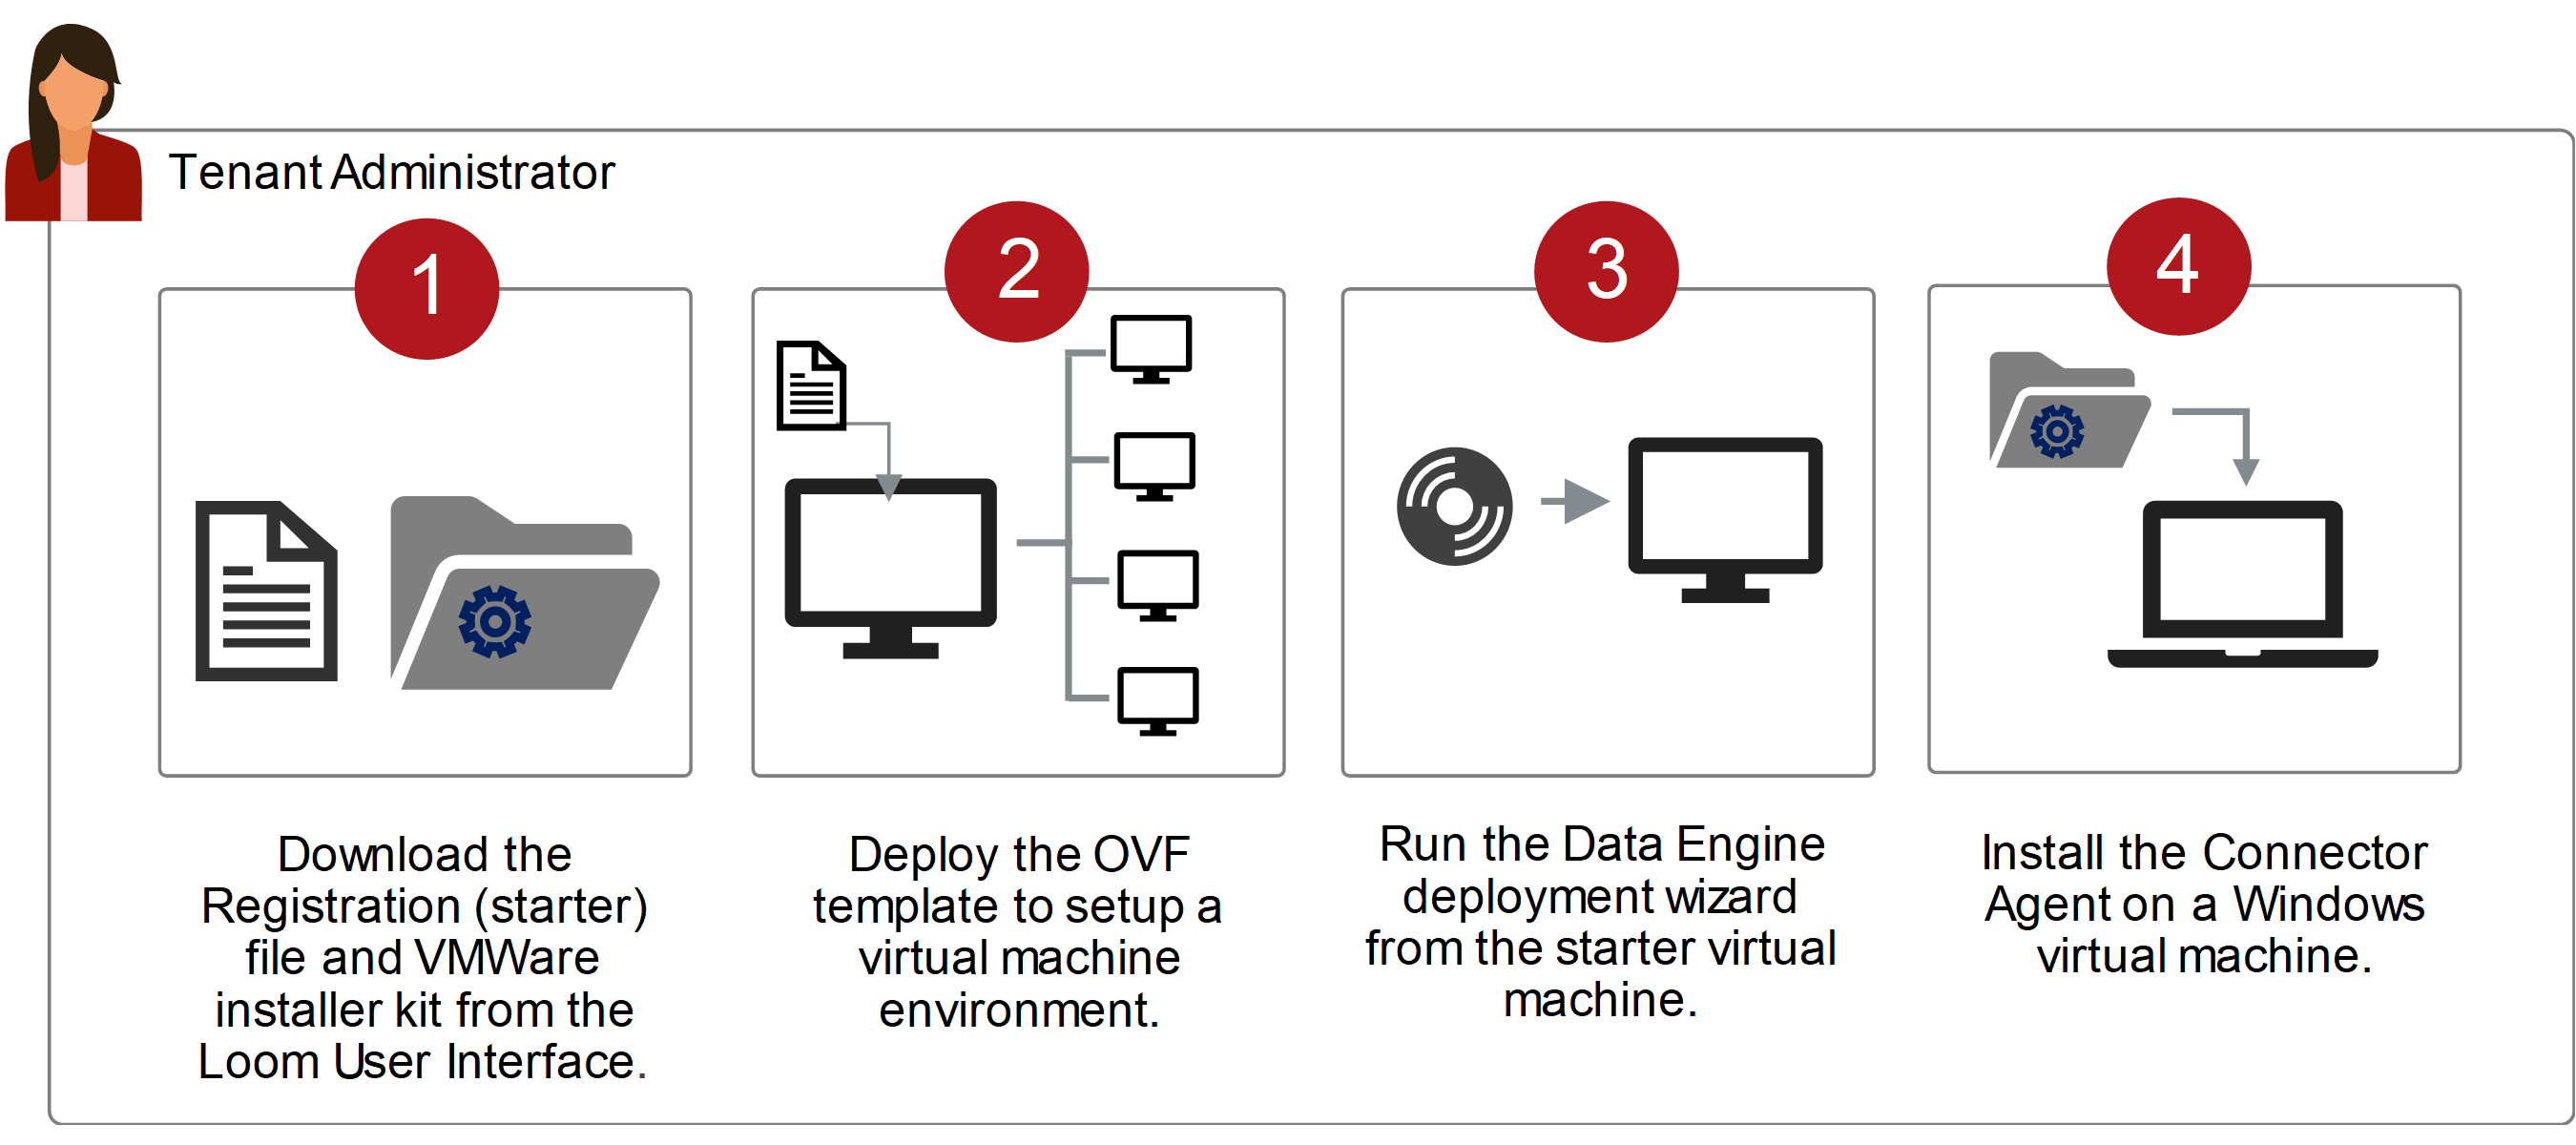 Tenant Administrator
1
2
3
4
Download the
Registration (starter)
file and VMWare
installer kit from the
Loom User Interface.
Deploy the OVF
template to setup a
virtual machine
environment.
Run the Data Engine
deployment wizard
from the starter virtual
machine.
Install the Connector
Agent on a Windows
virtual machine.